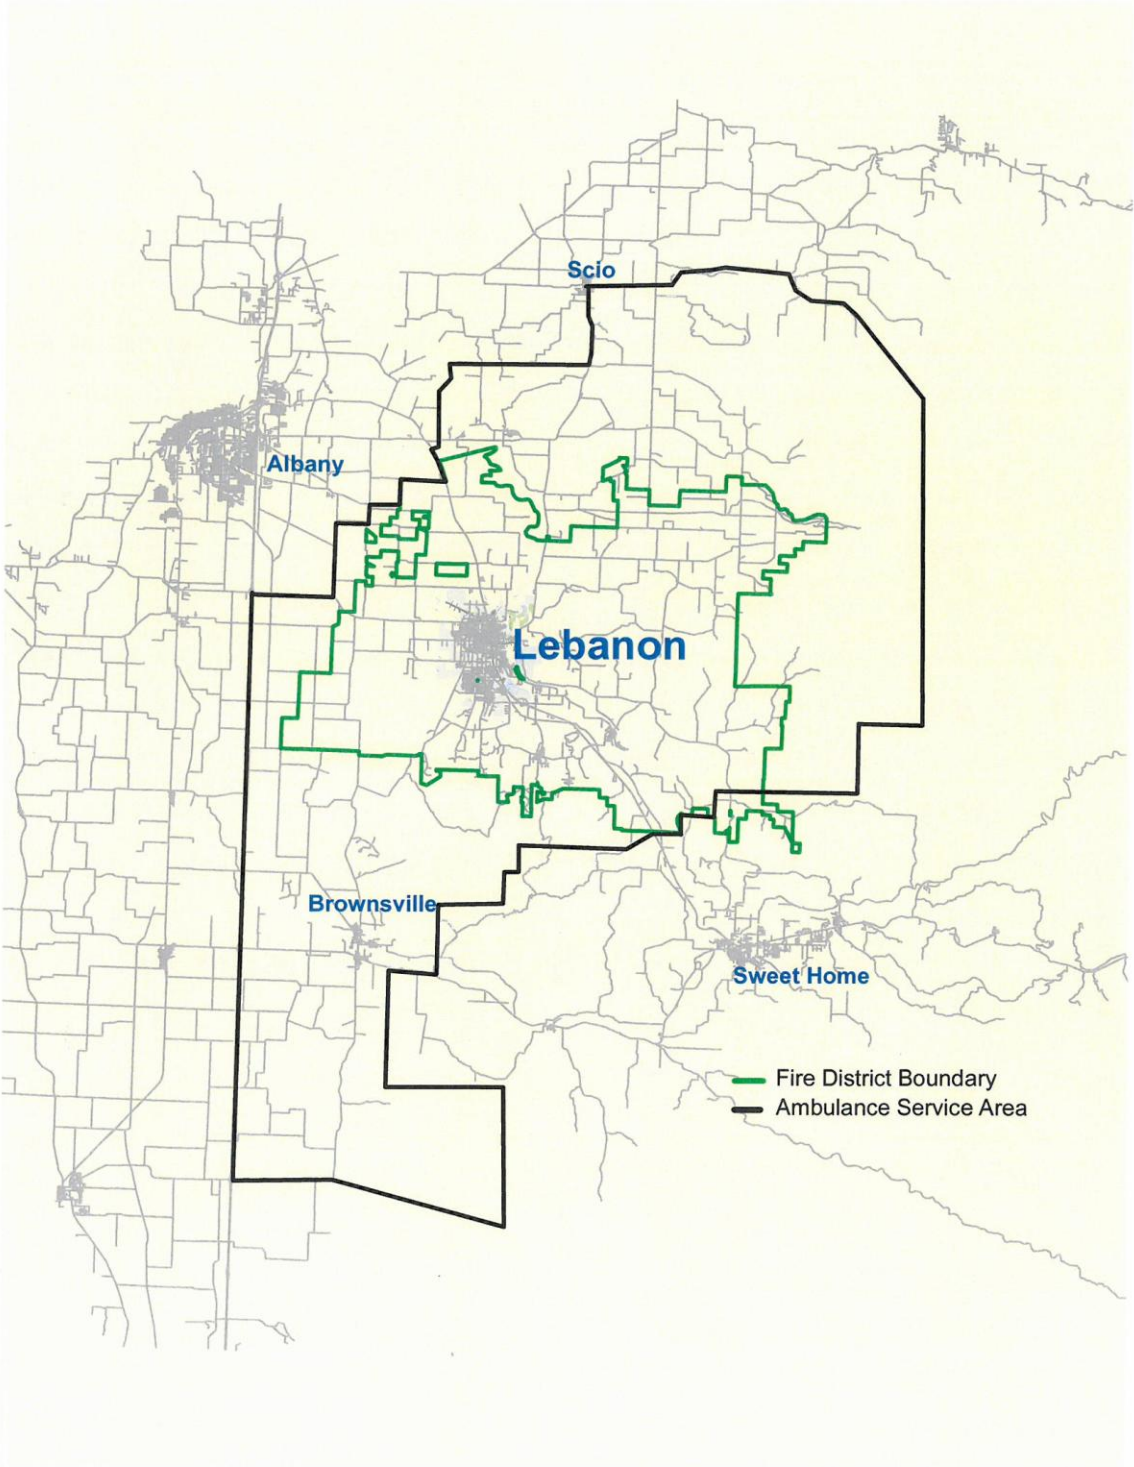 Scio
Albany
Lebanon
Brownsville
Sweet Home
Fire District Boundary
Ambulance Service Area